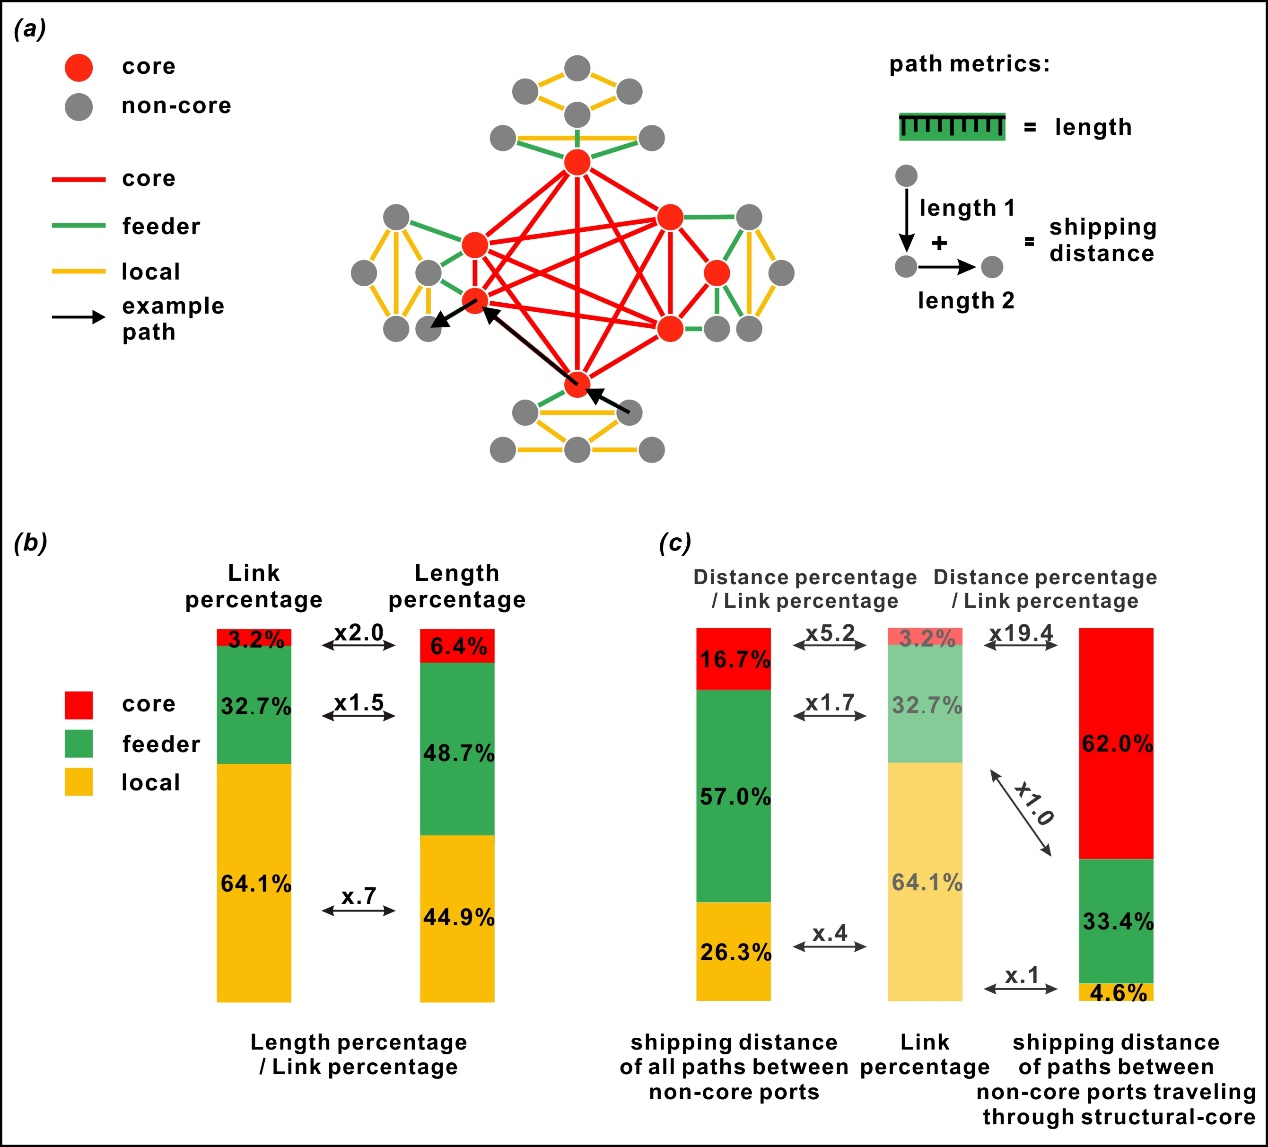 (a)
core
non-core
core
feeder
local
example
path
path metrics:
= length
length 1
+
length 2
= shipping
distance
(b)
Link
percentage
Length
percentage
3.2%
x2.0
6.4%
32.7%
x1.5
48.7%
64.1%
x.7
44.9%
core
feeder
local
Length percentage
/ Link percentage
(c)
Distance percentage
/ Link percentage
Distance percentage
/ Link percentage
16.7%
x5.2
3.2%
x19.4
62.0%
57.0%
x1.7
32.7%
x1.0
33.4%
26.3%
x.4
64.1%
x.1
4.6%
shipping distance
of all paths between
non-core ports
Link
percentage
shipping distance
of paths between
non-core ports traveling
through structural-core